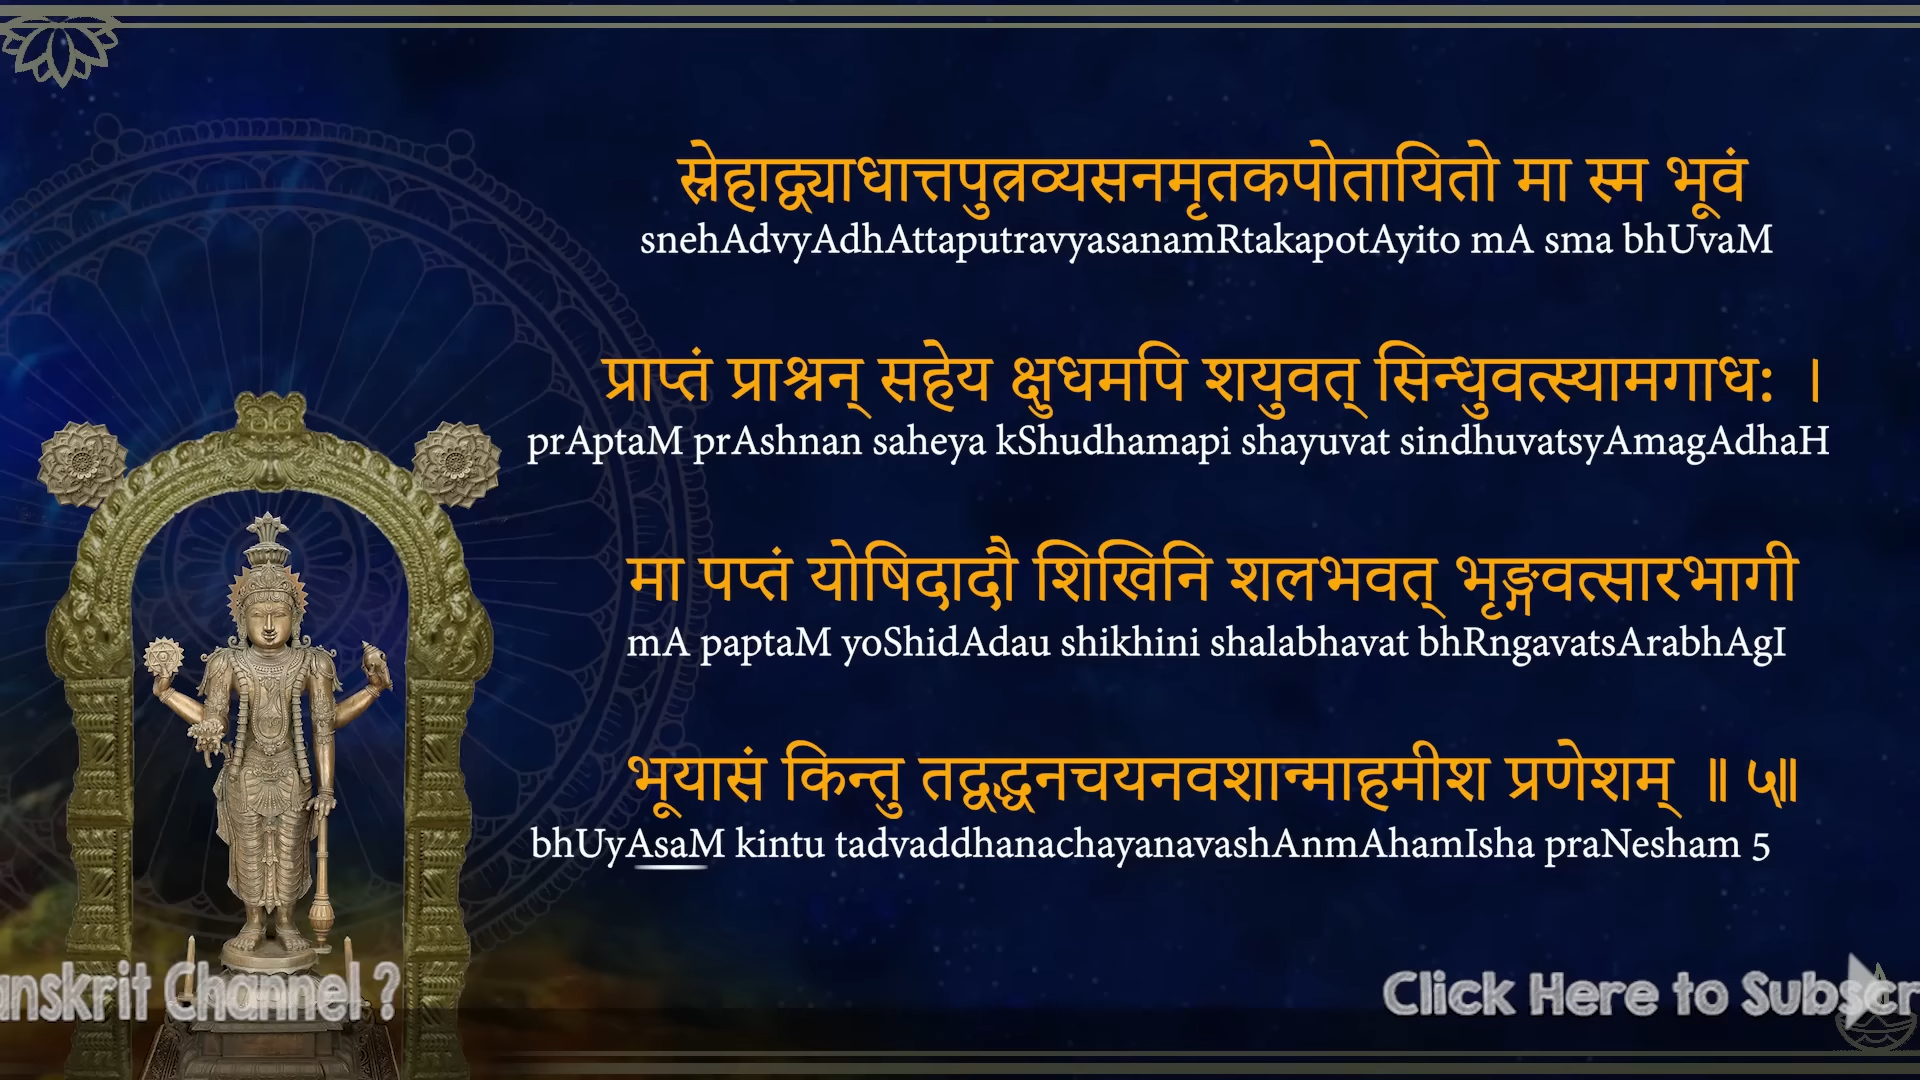 स्नेहाद्व्याधात्तपुत्रव्यसनमृतकपोतायितो मा स्म भूवं
snehAdvyAdhAttaputravyasanamRtakapotAyito mA sma bhUvaM
प्राप्तं प्राश्नन् सहेय क्षुधमपि शयुवत् सिन्धुवत्स्यामगाधः ।
prAptaM prAshnan saheya kShudhamapi shayuvat sindhuvatsyAmagAdhaH
मा पप्तं योषिदादौ शिखिनि शलभवत् भृङ्गवत्सारभागी
mA paptaM yoShidAdau shikhini shalabhavat bhRngavatsArabhAgI
भूयासं किन्तु तद्वद्धनचयनवशान्माहमीश प्रणेशम् ॥ ५॥
bhUyAsaM kintu tadvaddhanachayanavashAnmAhamIsha praNesham 5
anskrit Channel ? Click Here to Subscr